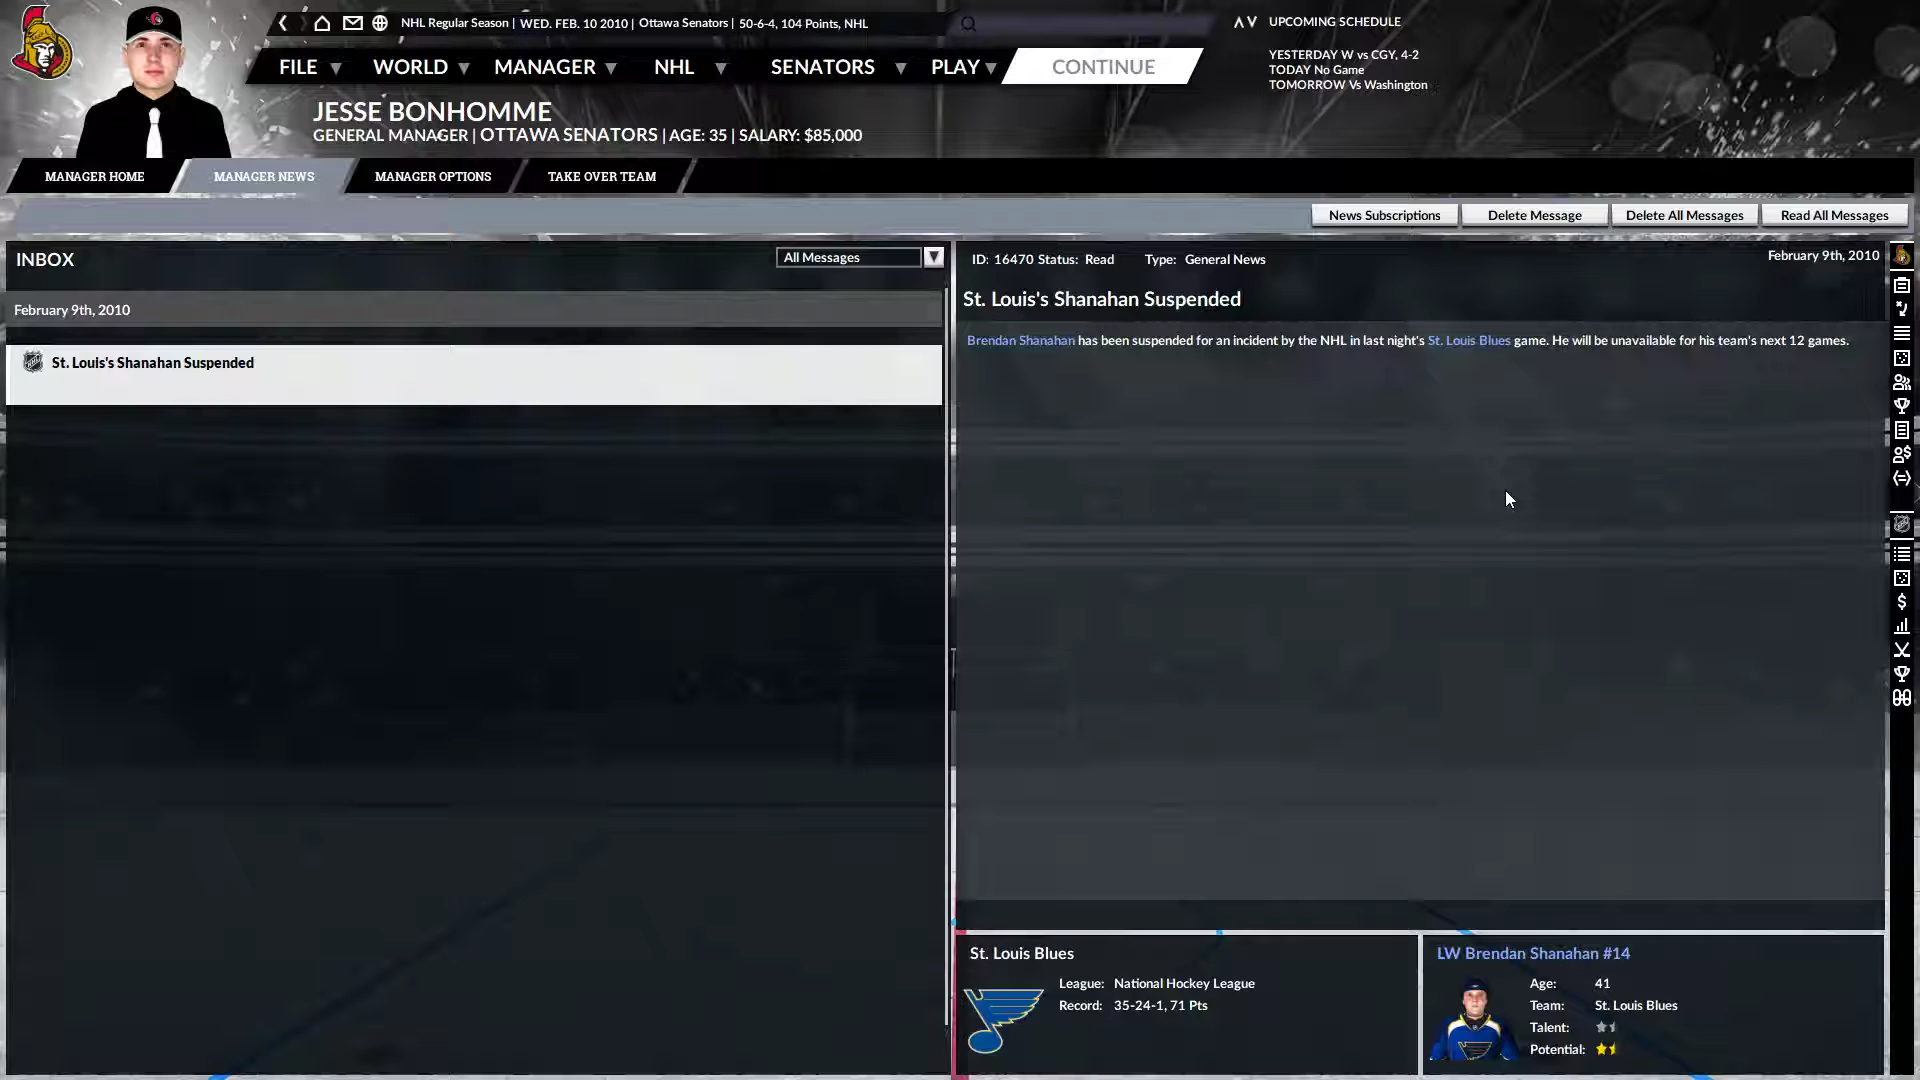 NHL Regular Season | WED. FEB. 10 2010 | Ottawa Senators | 50-6-4, 104 Points, NHL
UPCOMING SCHEDULE
YESTERDAY W vs CGY, 4-2
TODAY No Game
TOMORROW Vs Washington
FILE WORLD MANAGER NHL SENATORS PLAY CONTINUE
JESSE BONHOMME
GENERAL MANAGER | OTTAWA SENATORS | AGE: 35 | SALARY: $85,000
MANAGER HOME MANAGER NEWS MANAGER OPTIONS TAKE OVER TEAM
News Subscriptions Delete Message Delete All Messages Read All Messages
INBOX All Messages
February 9th, 2010
St. Louis's Shanahan Suspended
ID: 16470 Status: Read Type: General News February 9th, 2010
St. Louis's Shanahan Suspended
Brendan Shanahan has been suspended for an incident by the NHL in last night's St. Louis Blues game. He will be unavailable for his team's next 12 games.
St. Louis Blues
League: National Hockey League
Record: 35-24-1, 71 Pts
LW Brendan Shanahan #14
Age: 41
Team: St. Louis Blues
Talent:
Potential: